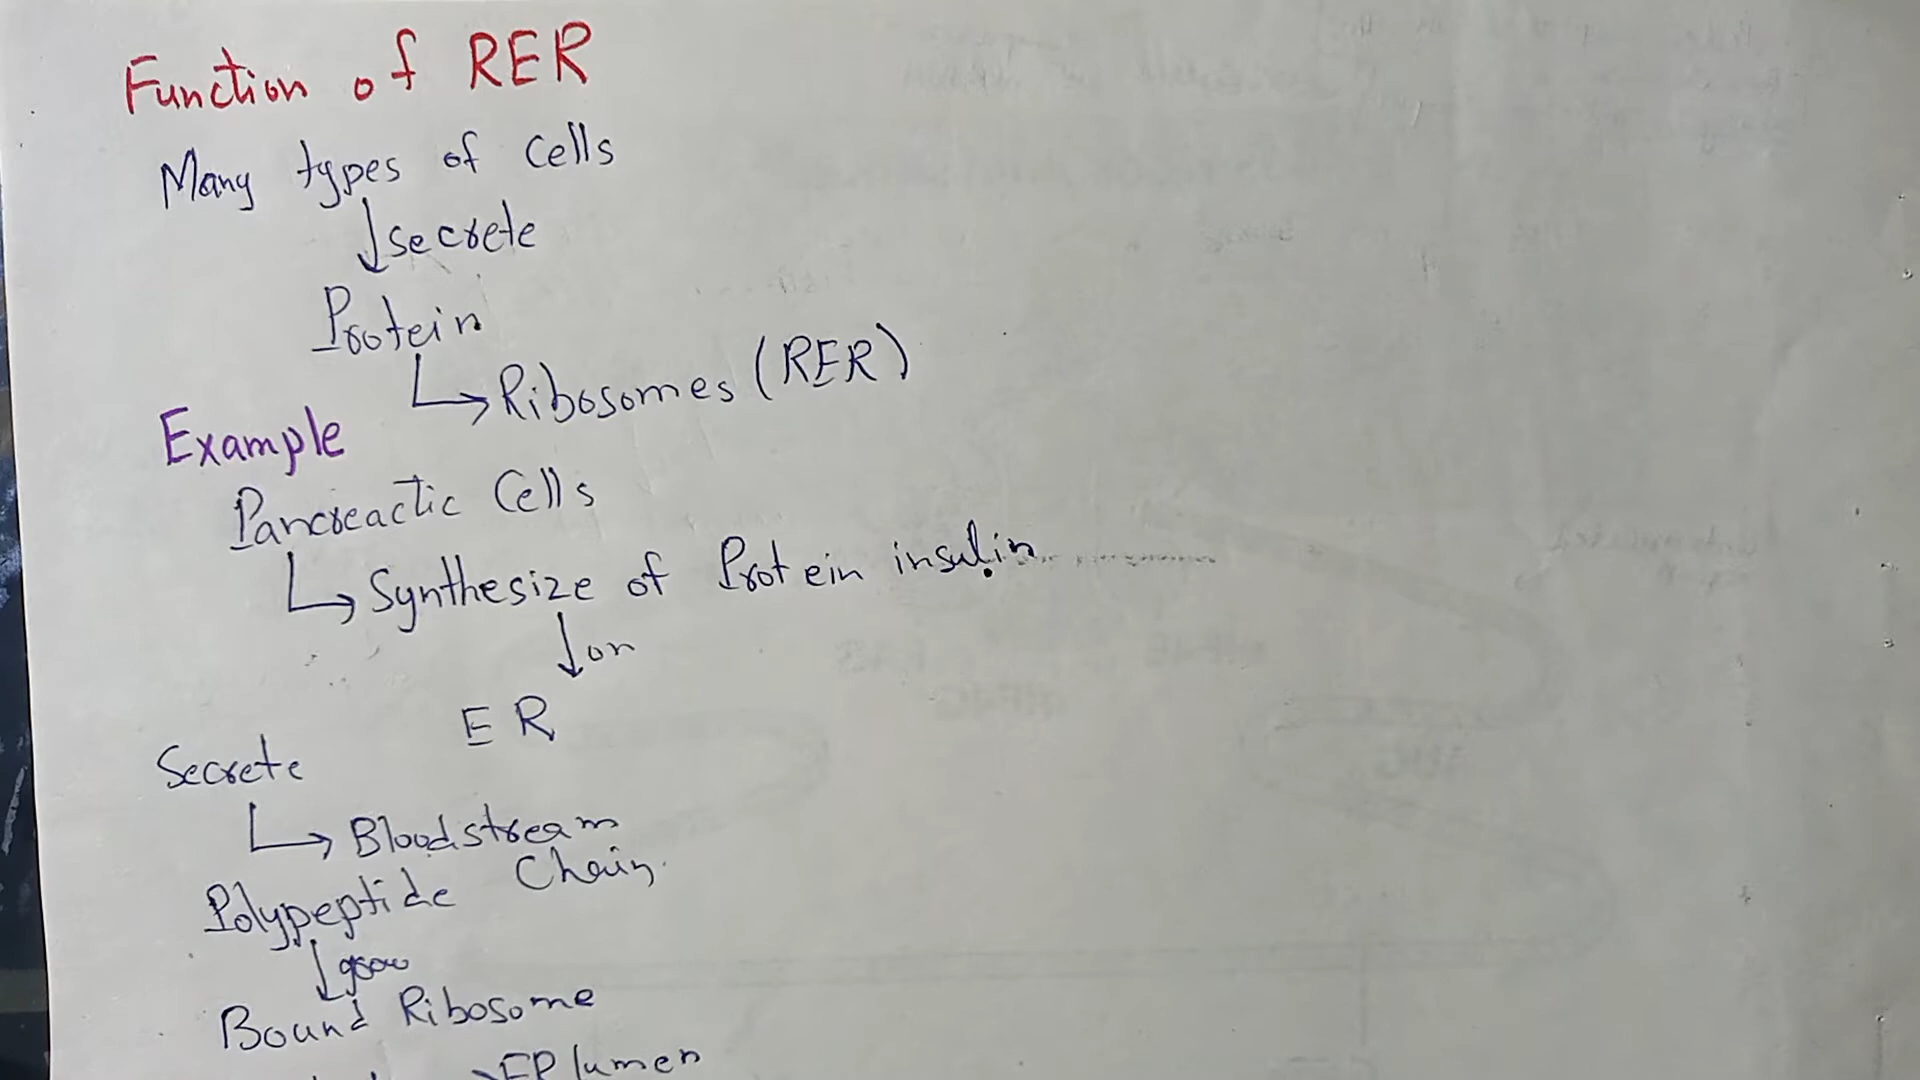 Function of RER
Many types of cells
secrete
Protein
Ribosomes (RER)
Example
Pancreactic Cells
Synthesize of Protein insulin
on
ER
Secrete
Bloodstream
Polypeptide Chain
grow
Bound Ribosome
ER lumen